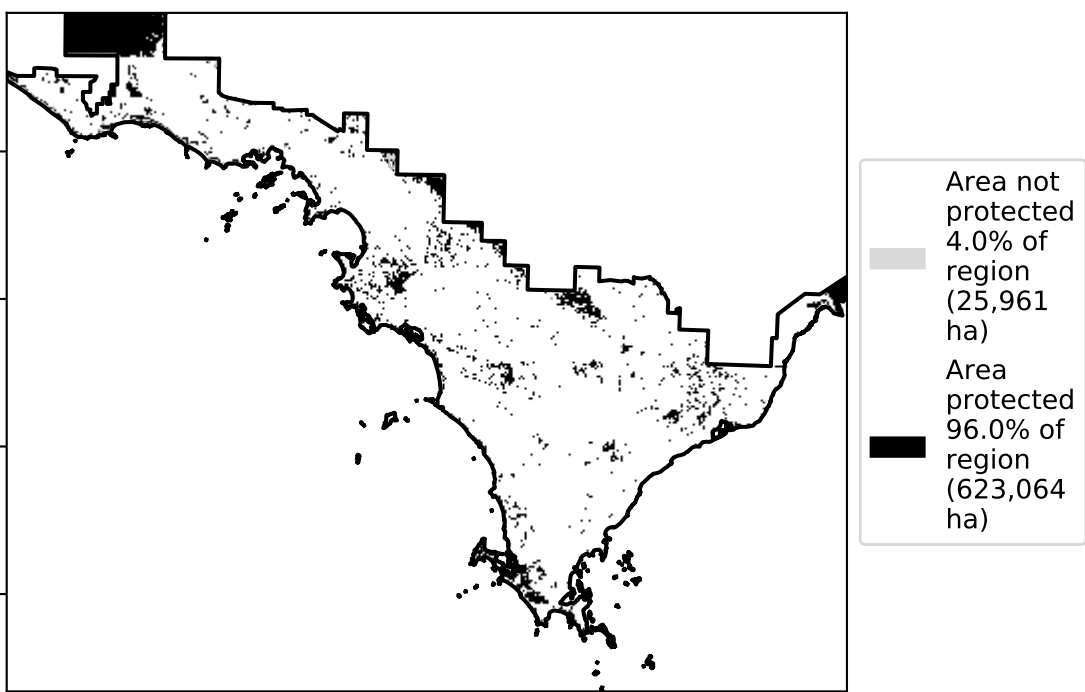 Area not
protected
4.0% of
region
(25,961
ha)
Area
protected
96.0% of
region
(623,064
ha)